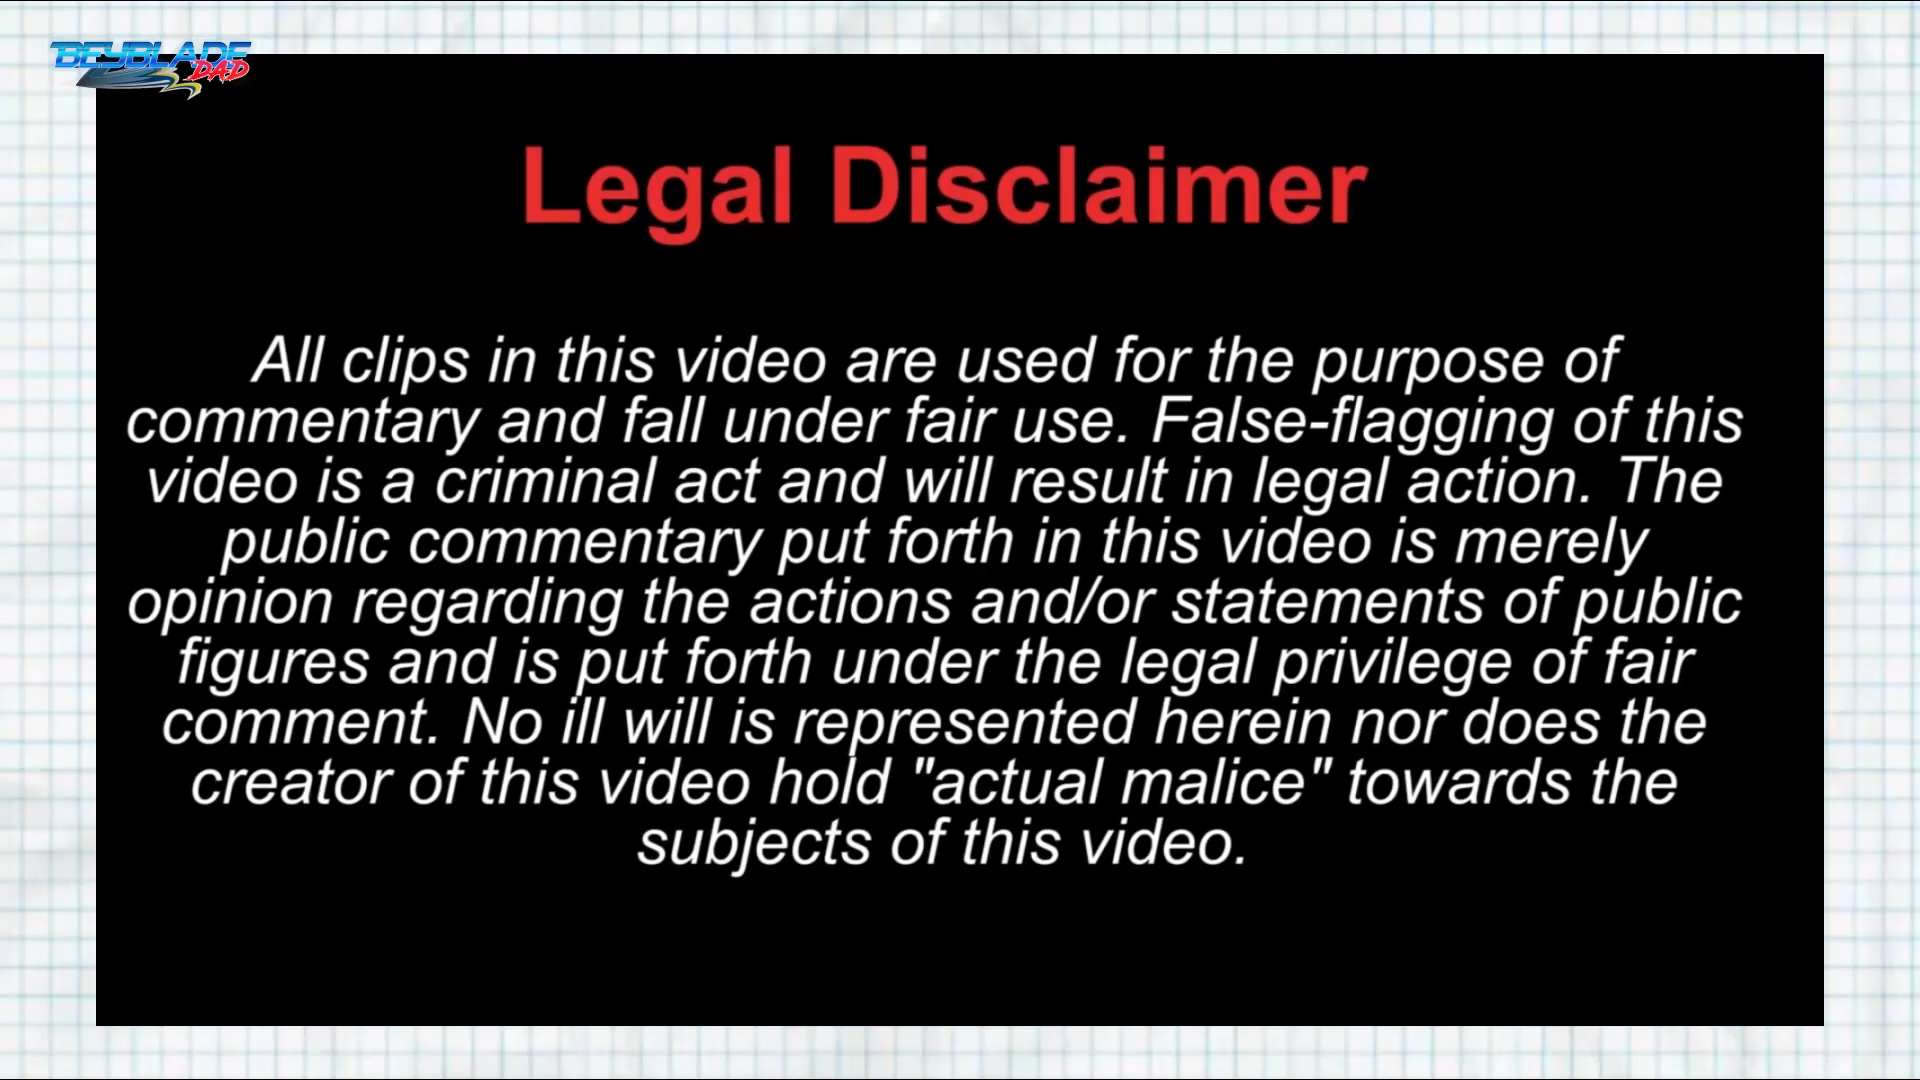 BEYBLADE
DAD
Legal Disclaimer
All clips in this video are used for the purpose of
commentary and fall under fair use. False-flagging of this
video is a criminal act and will result in legal action. The
public commentary put forth in this video is merely
opinion regarding the actions and/or statements of public
figures and is put forth under the legal privilege of fair
comment. No ill will is represented herein nor does the
creator of this video hold "actual malice" towards the
subjects of this video.